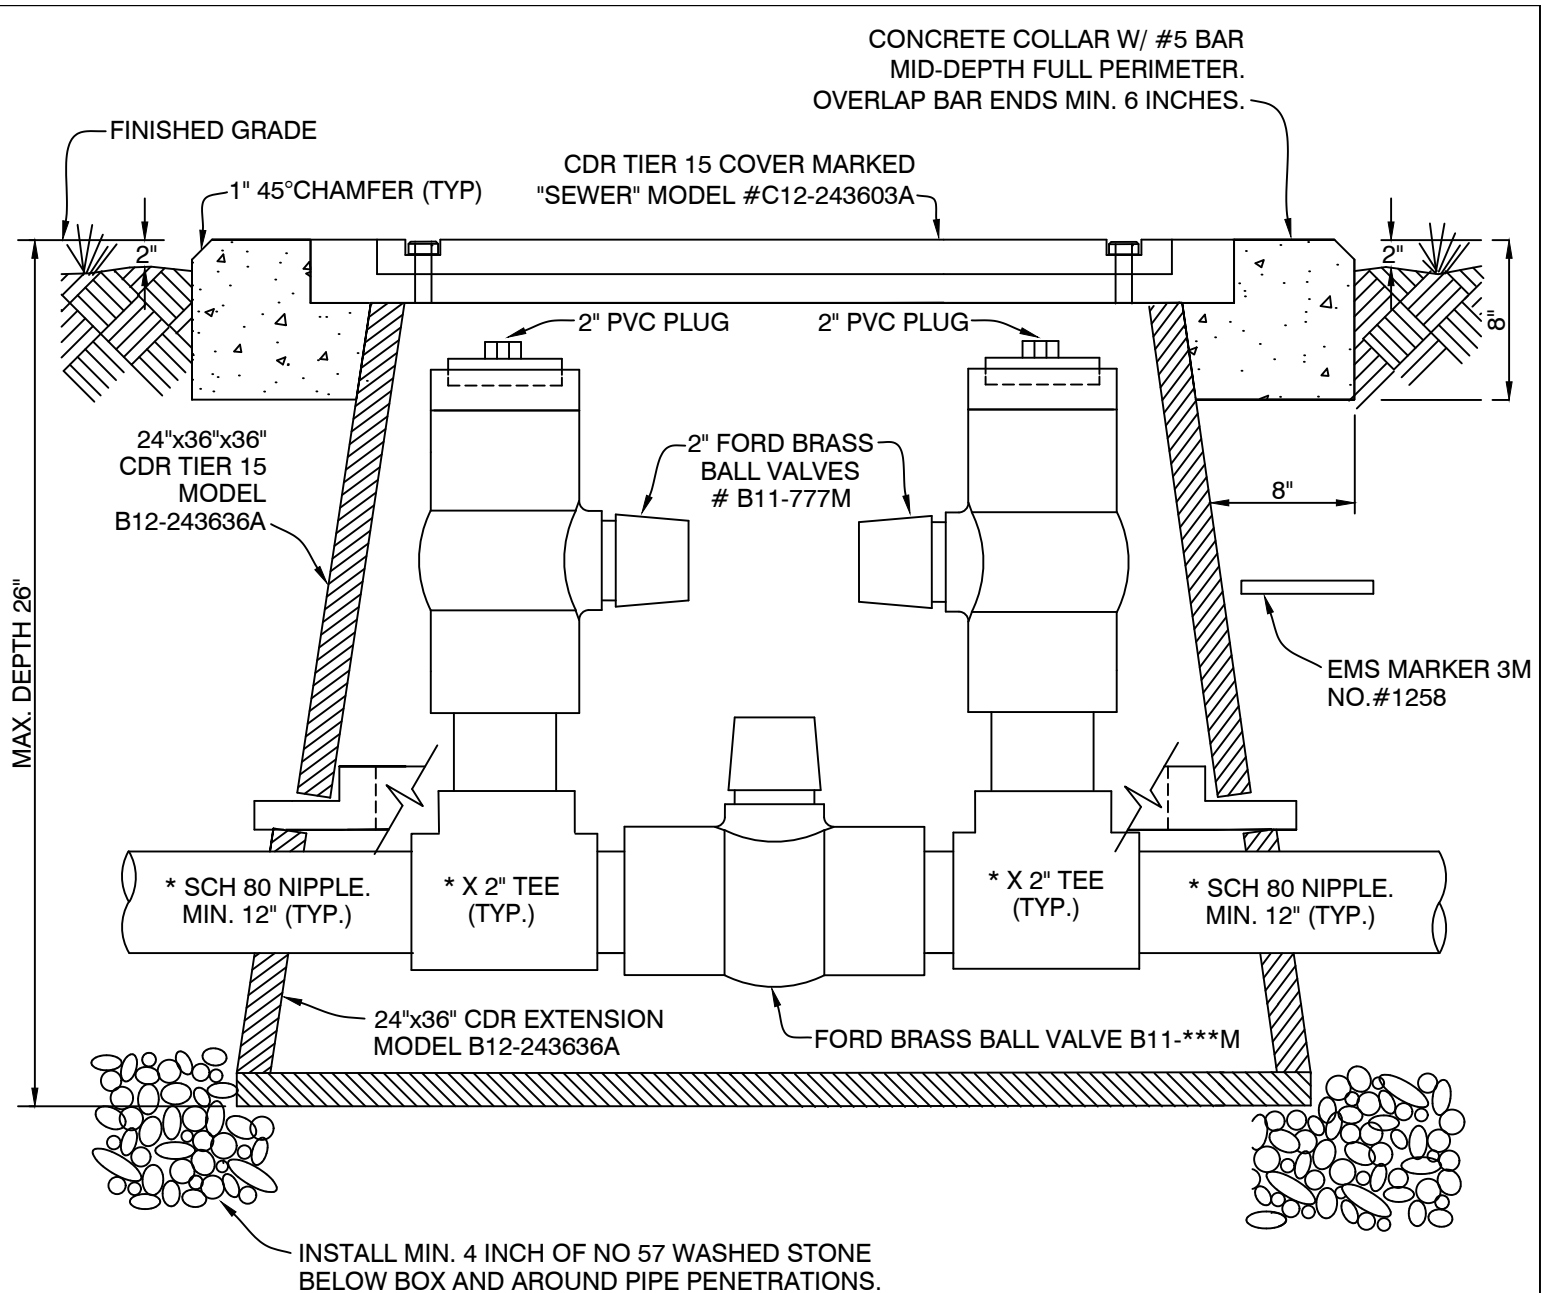 CONCRETE COLLAR W/ #5 BAR
MID-DEPTH FULL PERIMETER.
OVERLAP BAR ENDS MIN. 6 INCHES.
FINISHED GRADE
CDR TIER 15 COVER MARKED
"SEWER" MODEL #C12-243603A
1" 45°CHAMFER (TYP)
2"
2"
8"
2" PVC PLUG
2" PVC PLUG
24"x36"x36"
CDR TIER 15
MODEL
B12-243636A
2" FORD BRASS
BALL VALVES
# B11-777M
8"
MAX. DEPTH 26"
EMS MARKER 3M
NO.#1258
* SCH 80 NIPPLE.
MIN. 12" (TYP.)
* X 2" TEE
(TYP.)
* X 2" TEE
(TYP.)
* SCH 80 NIPPLE.
MIN. 12" (TYP.)
24"x36" CDR EXTENSION
MODEL B12-243636A
FORD BRASS BALL VALVE B11-***M
INSTALL MIN. 4 INCH OF NO 57 WASHED STONE
BELOW BOX AND AROUND PIPE PENETRATIONS.